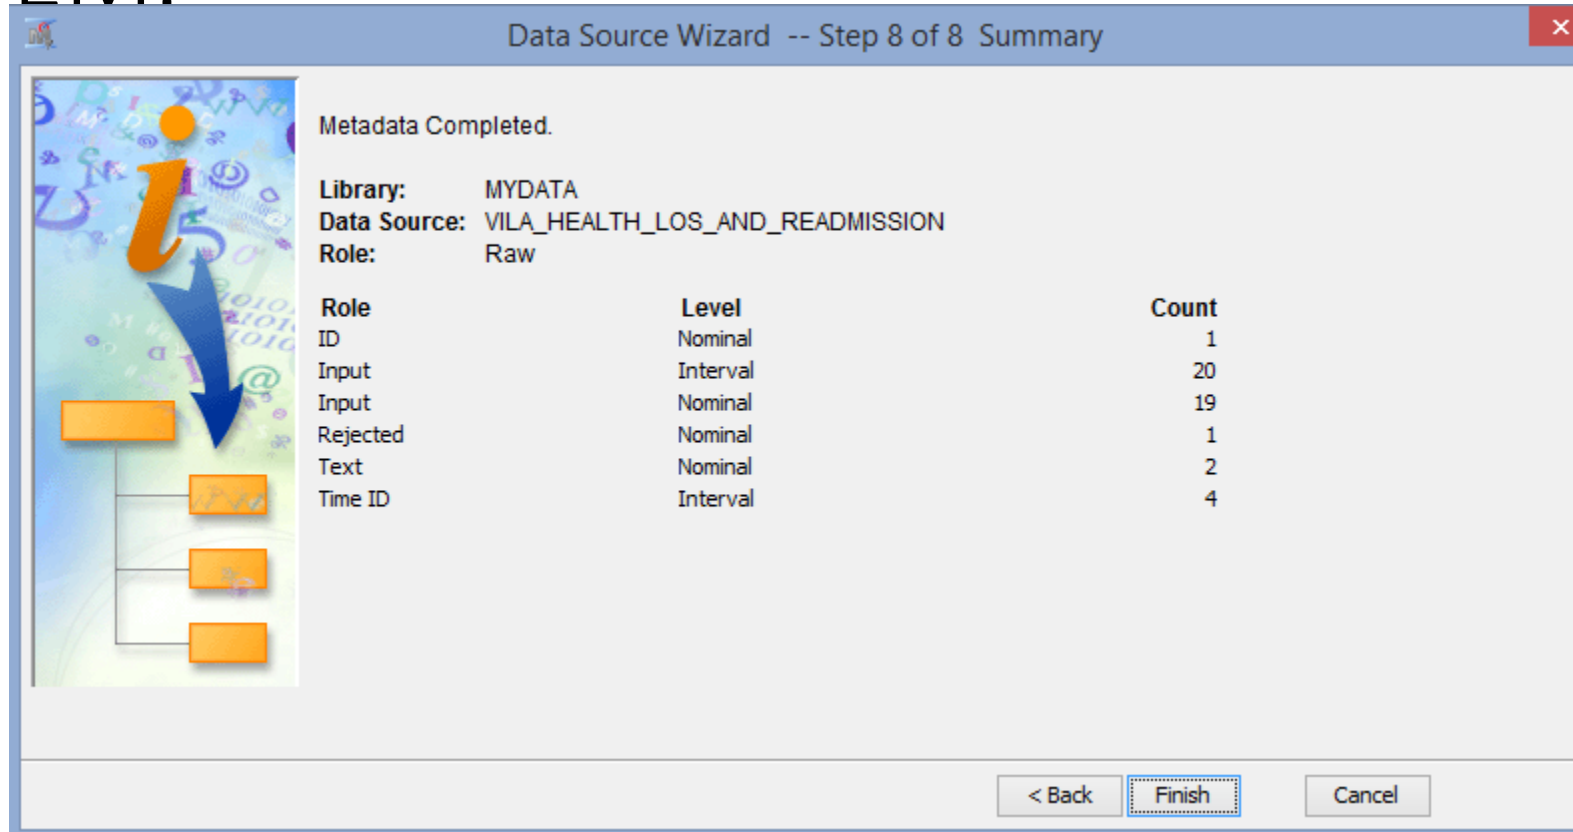 Data Source Wizard -- Step 8 of 8 Summary
Metadata Completed.
Library: MYDATA
Data Source: VILA_HEALTH_LOS_AND_READMISSION
Role: Raw
Role Level Count
ID Nominal 1
Input Interval 20
Input Nominal 19
Rejected Nominal 1
Text Nominal 2
Time ID Interval 4
< Back Finish Cancel